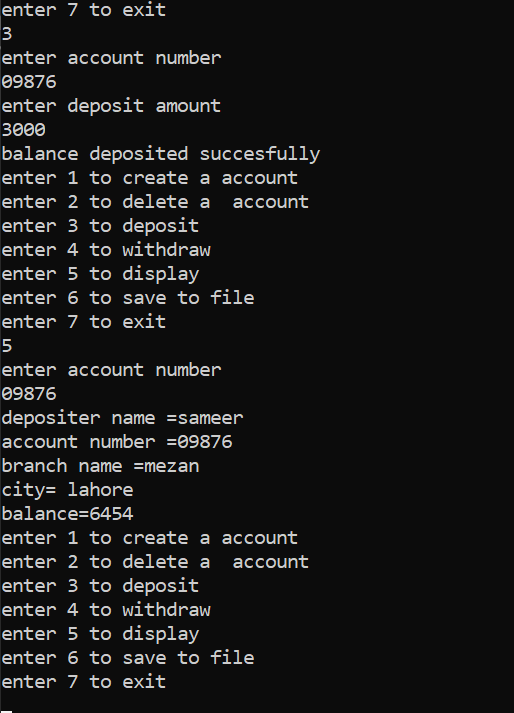 enter 7 to exit
3
enter account number
09876
enter deposit amount
3000
balance deposited succesfully
enter 1 to create a account
enter 2 to delete a  account
enter 3 to deposit
enter 4 to withdraw
enter 5 to display
enter 6 to save to file
enter 7 to exit
5
enter account number
09876
depositer name =sameer
account number =09876
branch name =mezan
city= lahore
balance=6454
enter 1 to create a account
enter 2 to delete a  account
enter 3 to deposit
enter 4 to withdraw
enter 5 to display
enter 6 to save to file
enter 7 to exit